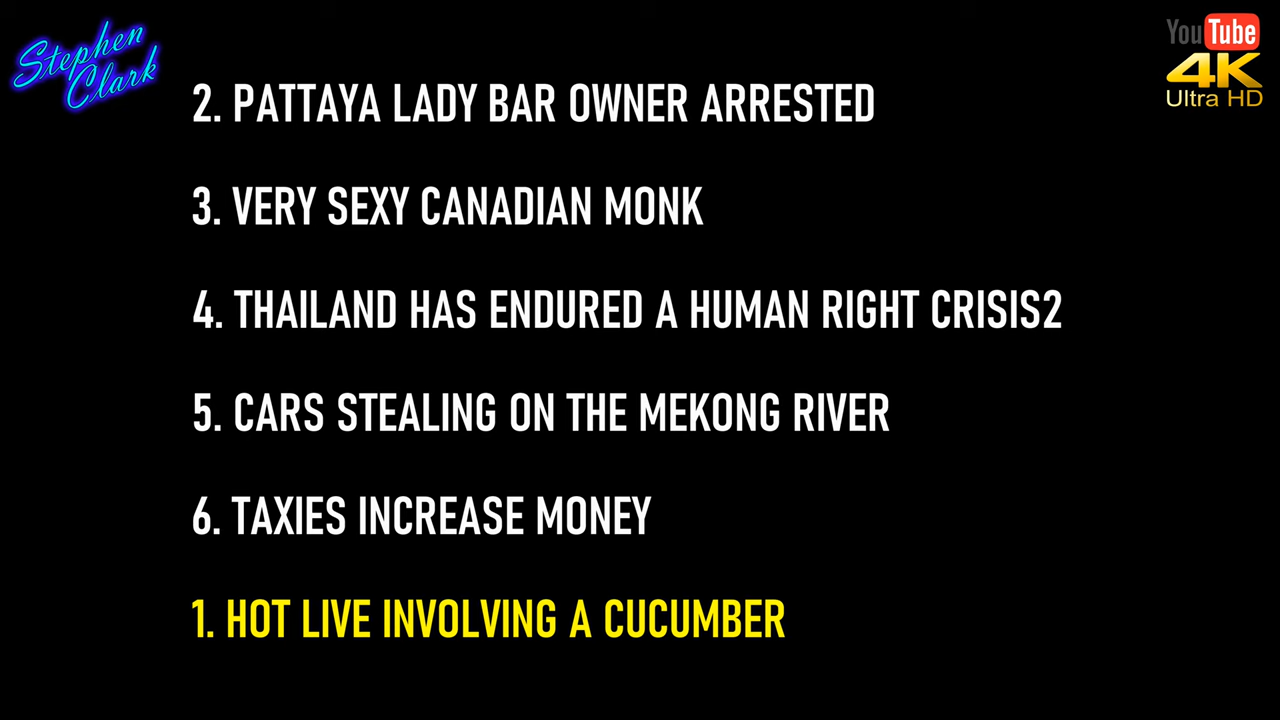 Stephen
Clark
YouTube
4K
Ultra HD
2. PATTAYA LADY BAR OWNER ARRESTED
3. VERY SEXY CANADIAN MONK
4. THAILAND HAS ENDURED A HUMAN RIGHT CRISIS2
5. CARS STEALING ON THE MEKONG RIVER
6. TAXIES INCREASE MONEY
1. HOT LIVE INVOLVING A CUCUMBER